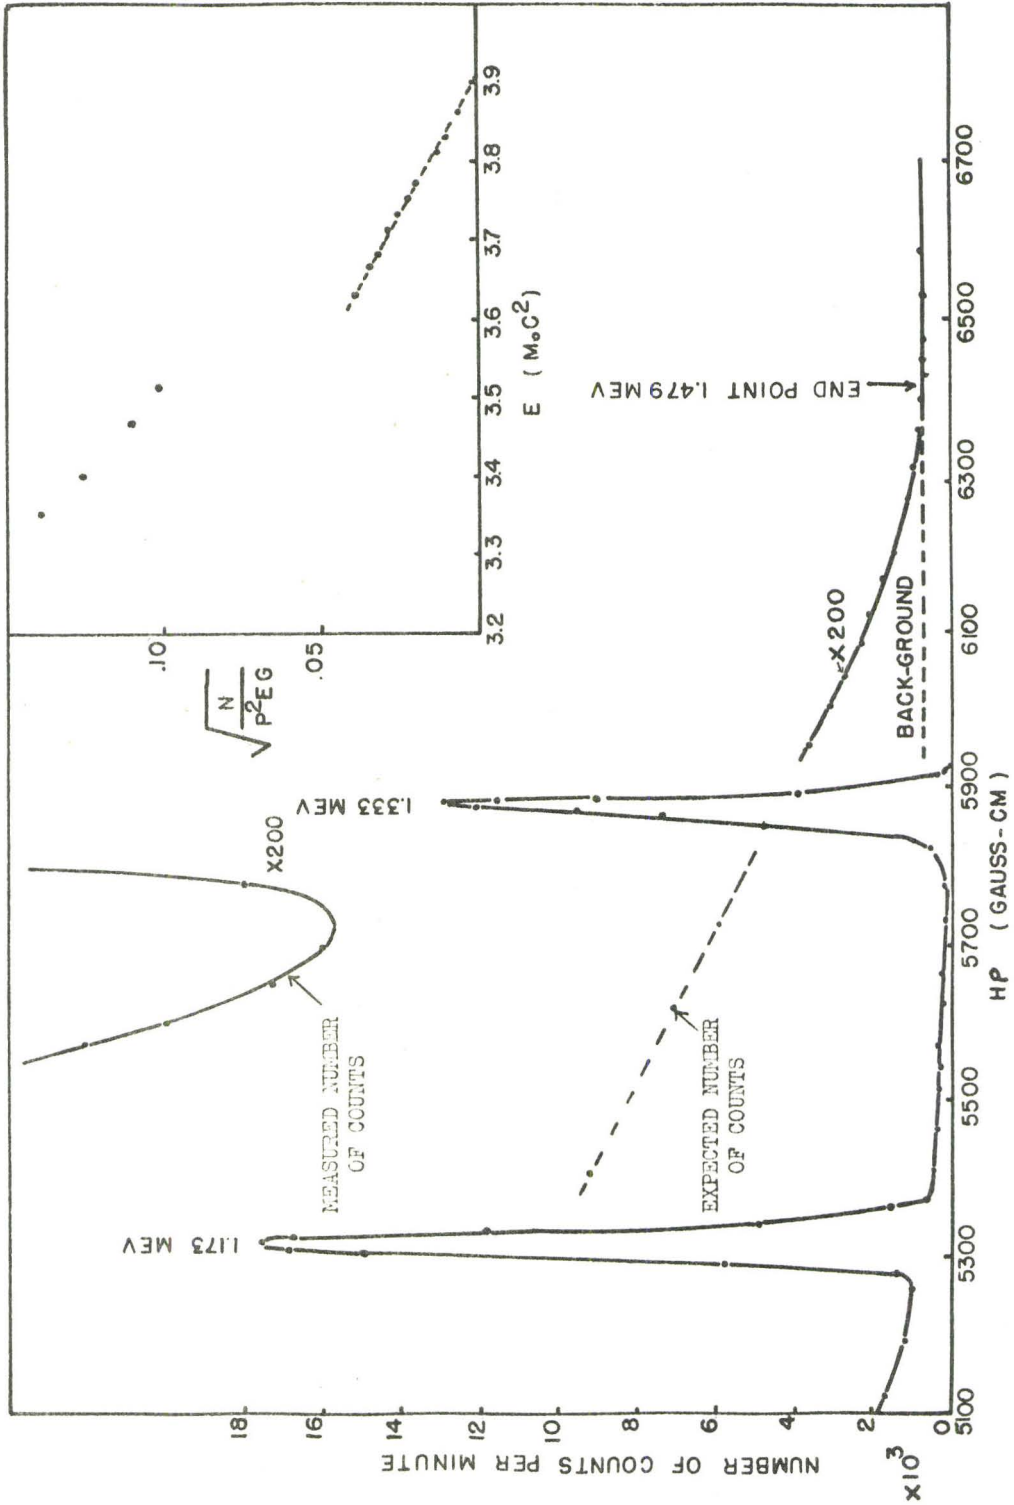 X200
MEASURED NUMBER
OF COUNTS
1.173 MEV
1.333 MEV
EXPECTED NUMBER
OF COUNTS
X200
BACK-GROUND
END POINT 1.479 MEV
√N/P²EG
.10
.05
3.2 3.3 3.4 3.5 3.6 3.7 3.8 3.9
E (M₀C²)
NUMBER OF COUNTS PER MINUTE
X10³
18
16
14
12
10
8
6
4
2
0
5100 5300 5500 5700 5900 6100 6300 6500 6700
Hρ (GAUSS-CM)